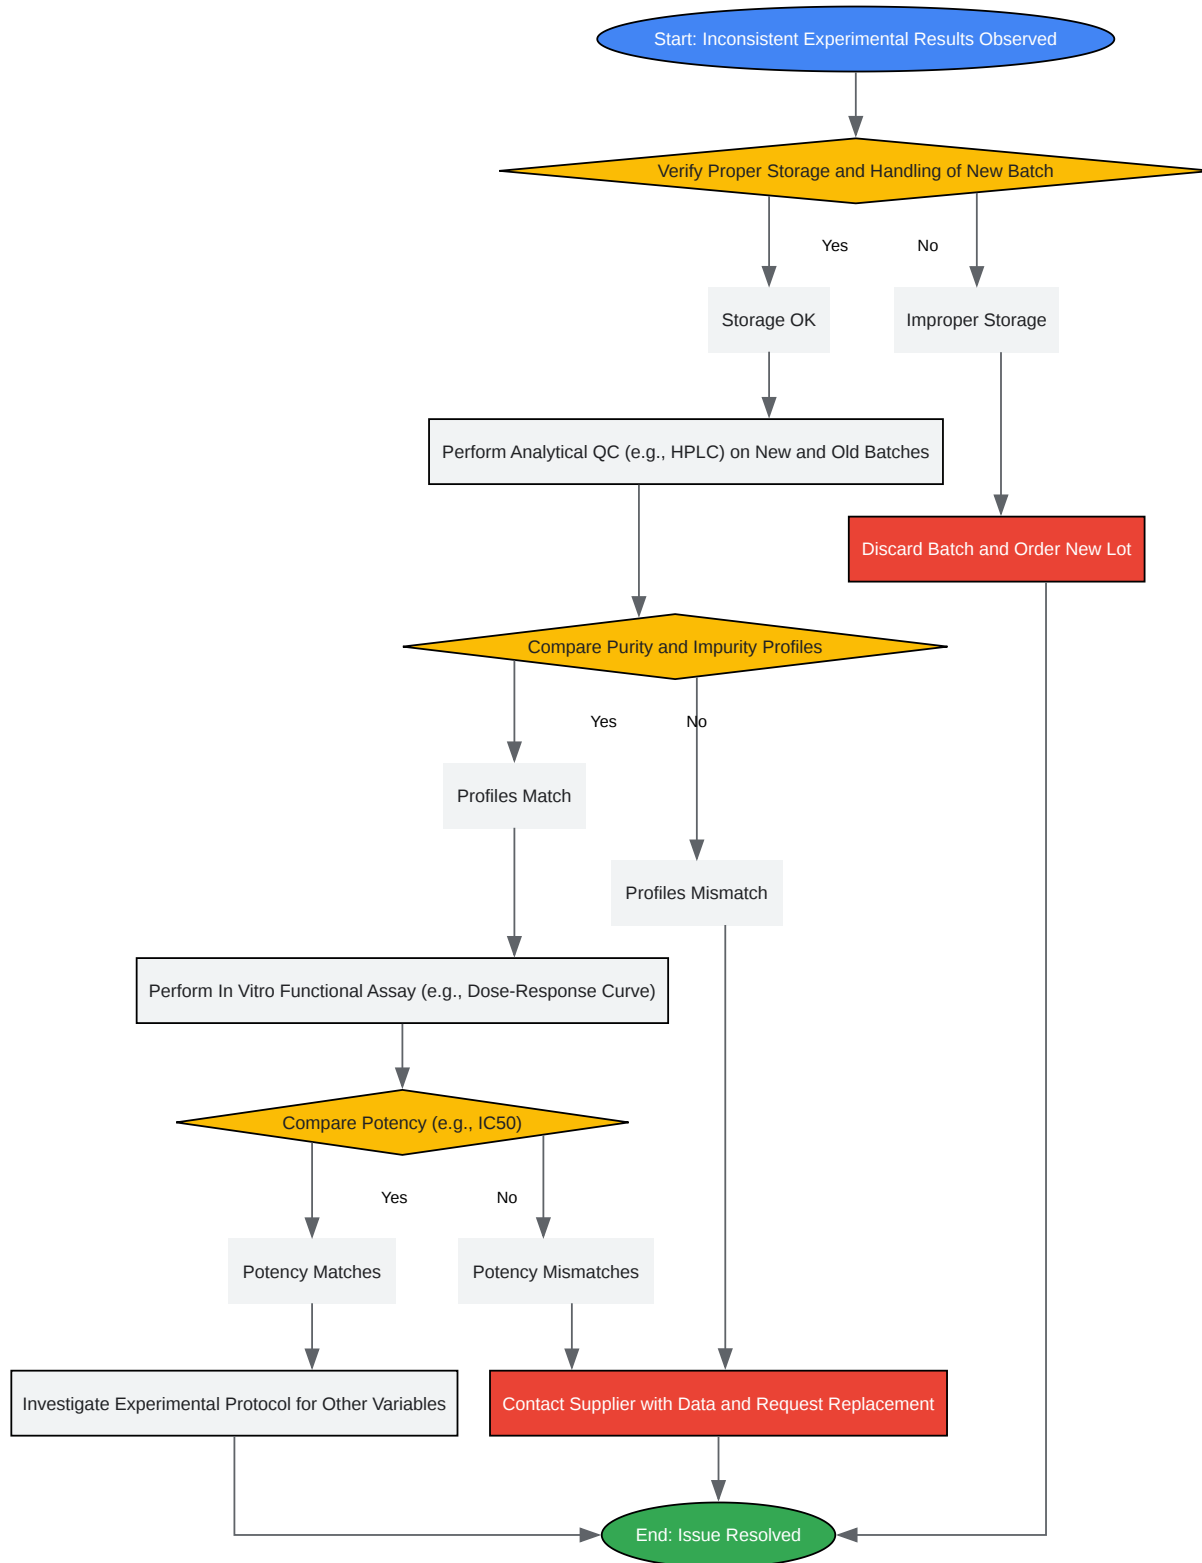 Start: Inconsistent Experimental Results Observed
Verify Proper Storage and Handling of New Batch
Yes
No
Storage OK
Improper Storage
Perform Analytical QC (e.g., HPLC) on New and Old Batches
Discard Batch and Order New Lot
Compare Purity and Impurity Profiles
Yes
No
Profiles Match
Profiles Mismatch
Perform In Vitro Functional Assay (e.g., Dose-Response Curve)
Compare Potency (e.g., IC50)
Yes
No
Potency Matches
Potency Mismatches
Investigate Experimental Protocol for Other Variables
Contact Supplier with Data and Request Replacement
End: Issue Resolved